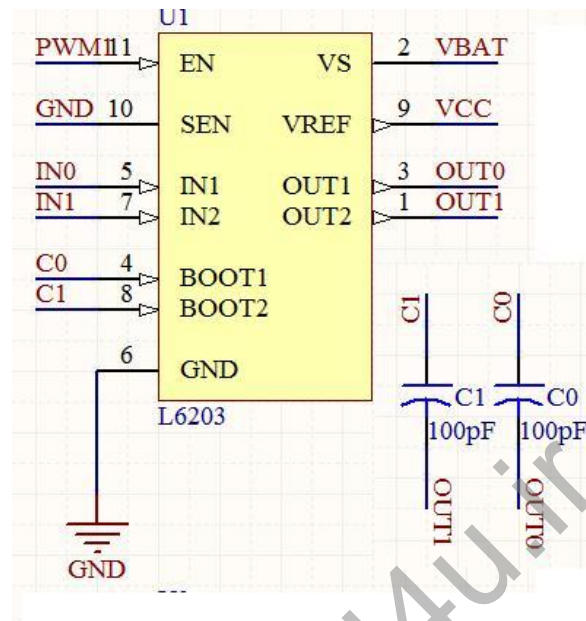 U1
PWM1 11 EN VS 2 VBAT
GND 10 SEN VREF 9 VCC
IN0 5 IN1 OUT1 3 OUT0
IN1 7 IN2 OUT2 1 OUT1
C0 4 BOOT1
C1 8 BOOT2
6 GND
L6203
GND
C1 C0
C1 C0
100pF 100pF
OUT1 OUT0
4u.ir